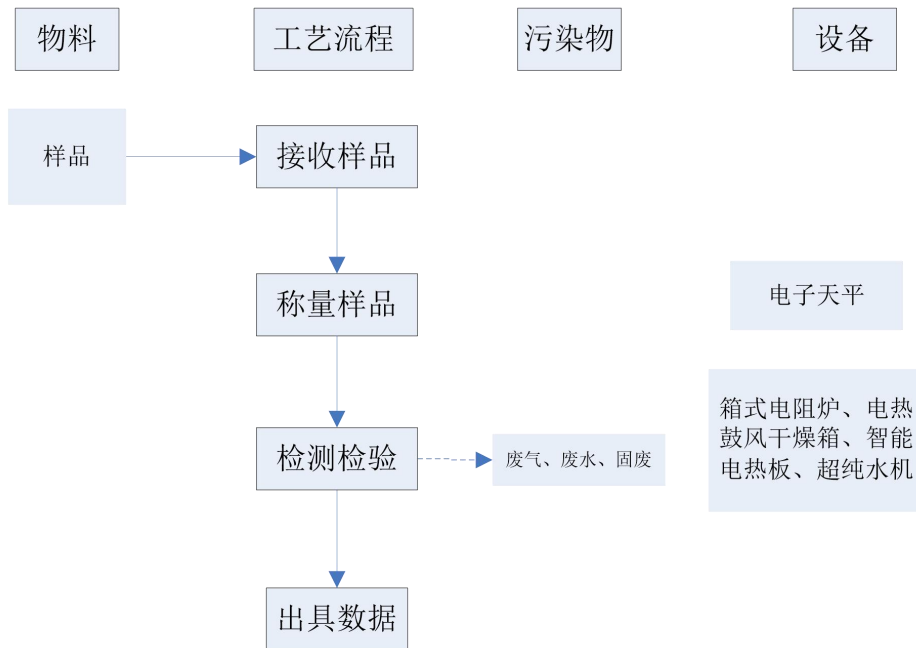 物料
工艺流程
污染物
设备
样品
接收样品
称量样品
电子天平
箱式电阻炉、电热
鼓风干燥箱、智能
电热板、超纯水机
检测检验
废气、废水、固废
出具数据